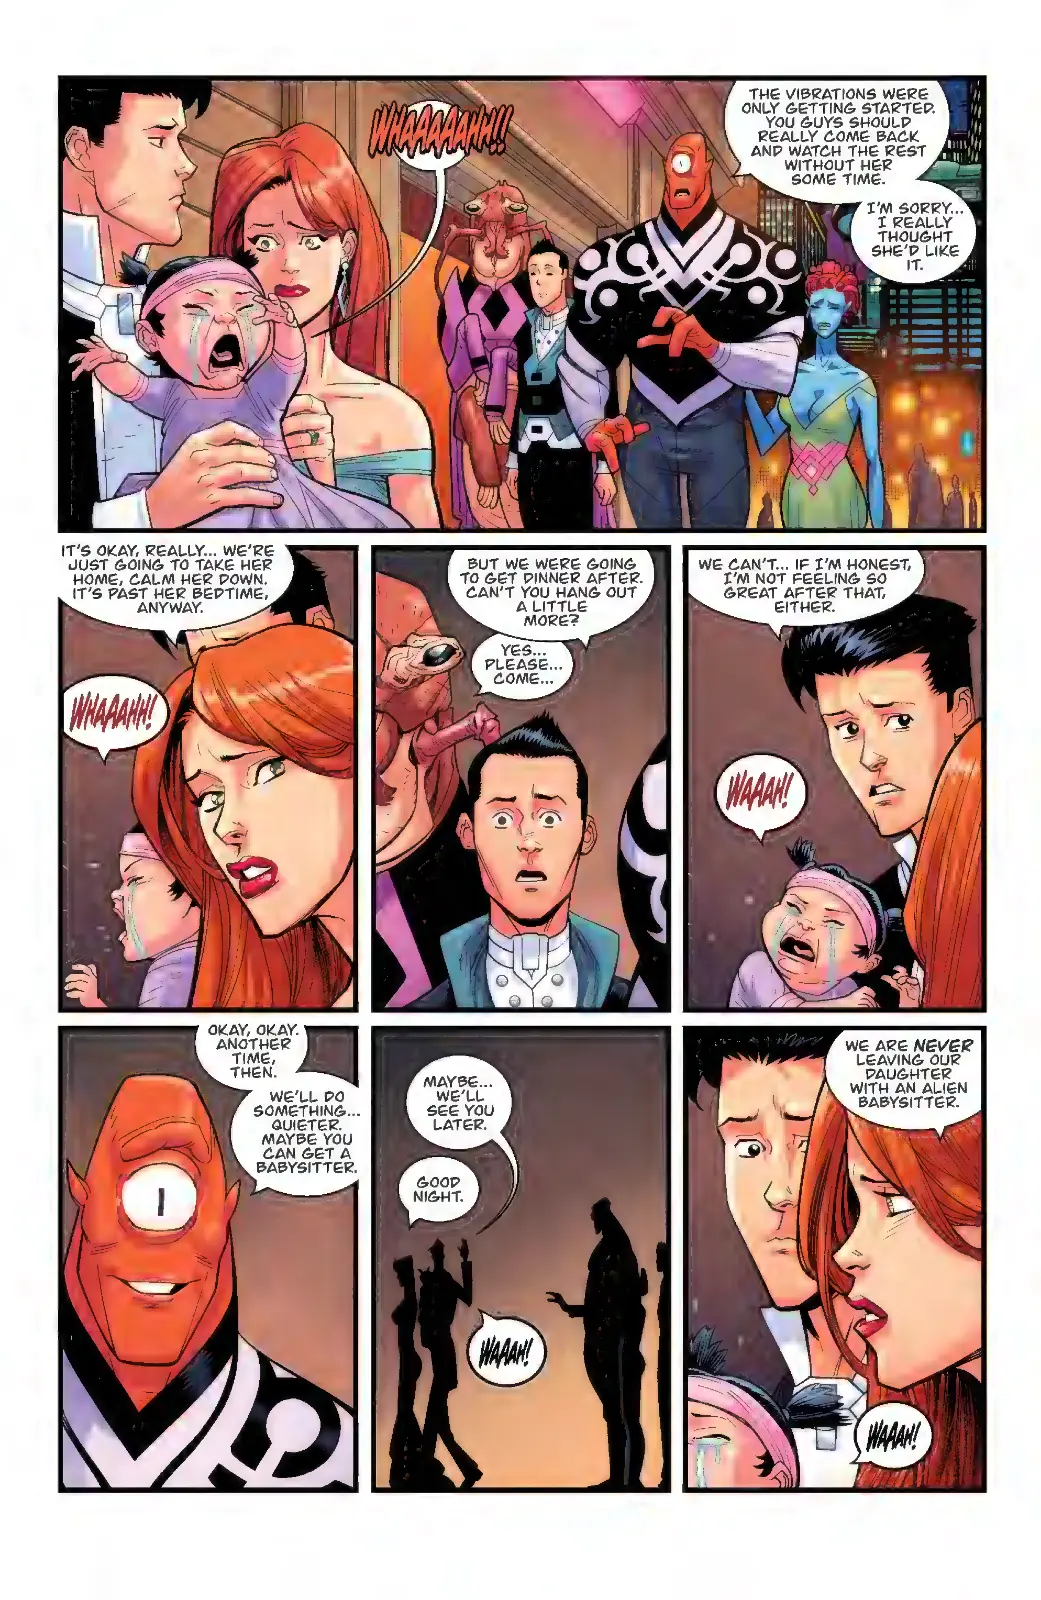 WHAAAAAHH!!
THE VIBRATIONS WERE
ONLY GETTING STARTED.
YOU GUYS SHOULD
REALLY COME BACK
AND WATCH THE REST
WITHOUT HER
SOME TIME.
I'M SORRY...
I REALLY
THOUGHT
SHE'D LIKE
IT.
IT'S OKAY, REALLY... WE'RE
JUST GOING TO TAKE HER
HOME, CALM HER DOWN.
IT'S PAST HER BEDTIME,
ANYWAY.
WHAAAHH!
BUT WE WERE GOING
TO GET DINNER AFTER.
CAN'T YOU HANG OUT
A LITTLE
MORE?
YES...
PLEASE...
COME...
WE CAN'T... IF I'M HONEST,
I'M NOT FEELING SO
GREAT AFTER THAT,
EITHER.
WAAAH!
OKAY, OKAY.
ANOTHER
TIME,
THEN.
WE'LL DO
SOMETHING...
QUIETER.
MAYBE YOU
CAN GET A
BABYSITTER.
MAYBE...
WE'LL
SEE YOU
LATER.
GOOD
NIGHT.
WAAAH!
WE ARE NEVER
LEAVING OUR
DAUGHTER
WITH AN ALIEN
BABYSITTER.
WAAAH!